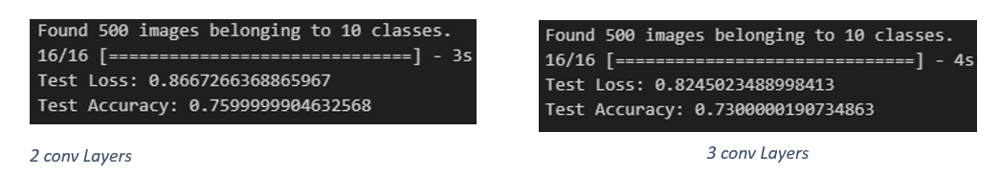 Found 500 images belonging to 10 classes.
16/16 [==============================] - 3s
Test Loss: 0.8667266368865967
Test Accuracy: 0.7599999904632568
2 conv Layers
Found 500 images belonging to 10 classes.
16/16 [==============================] - 4s
Test Loss: 0.8245023488998413
Test Accuracy: 0.7300000190734863
3 conv Layers